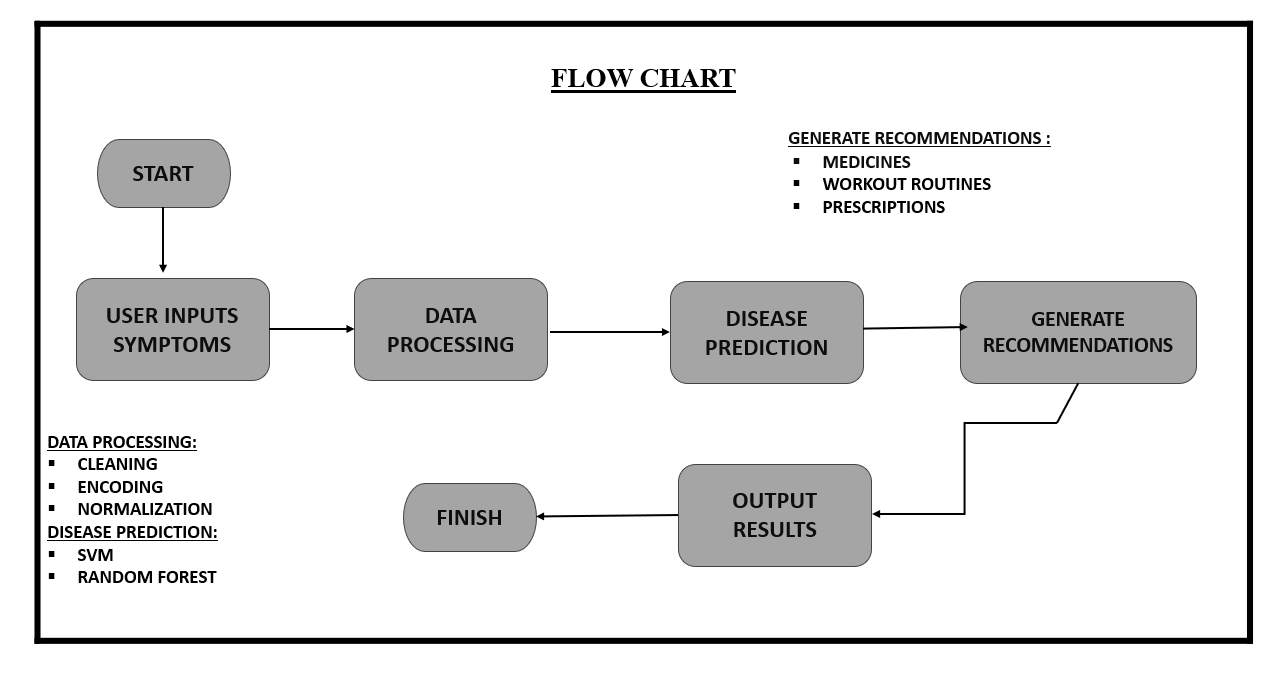 FLOW CHART
START
GENERATE RECOMMENDATIONS :
▪ MEDICINES
▪ WORKOUT ROUTINES
▪ PRESCRIPTIONS
USER INPUTS
SYMPTOMS
DATA
PROCESSING
DISEASE
PREDICTION
GENERATE
RECOMMENDATIONS
DATA PROCESSING:
▪ CLEANING
▪ ENCODING
▪ NORMALIZATION
DISEASE PREDICTION:
▪ SVM
▪ RANDOM FOREST
OUTPUT
RESULTS
FINISH